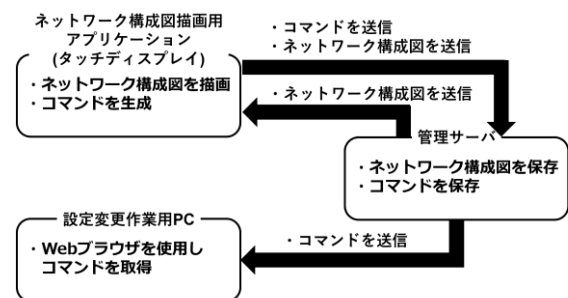 ネットワーク構成図描画用
アプリケーション
(タッチディスプレイ)
・ネットワーク構成図を描画
・コマンドを生成
・コマンドを送信
・ネットワーク構成図を送信
・ネットワーク構成図を送信
管理サーバ
・ネットワーク構成図を保存
・コマンドを保存
設定変更作業用PC
・Webブラウザを使用し
コマンドを取得
・コマンドを送信